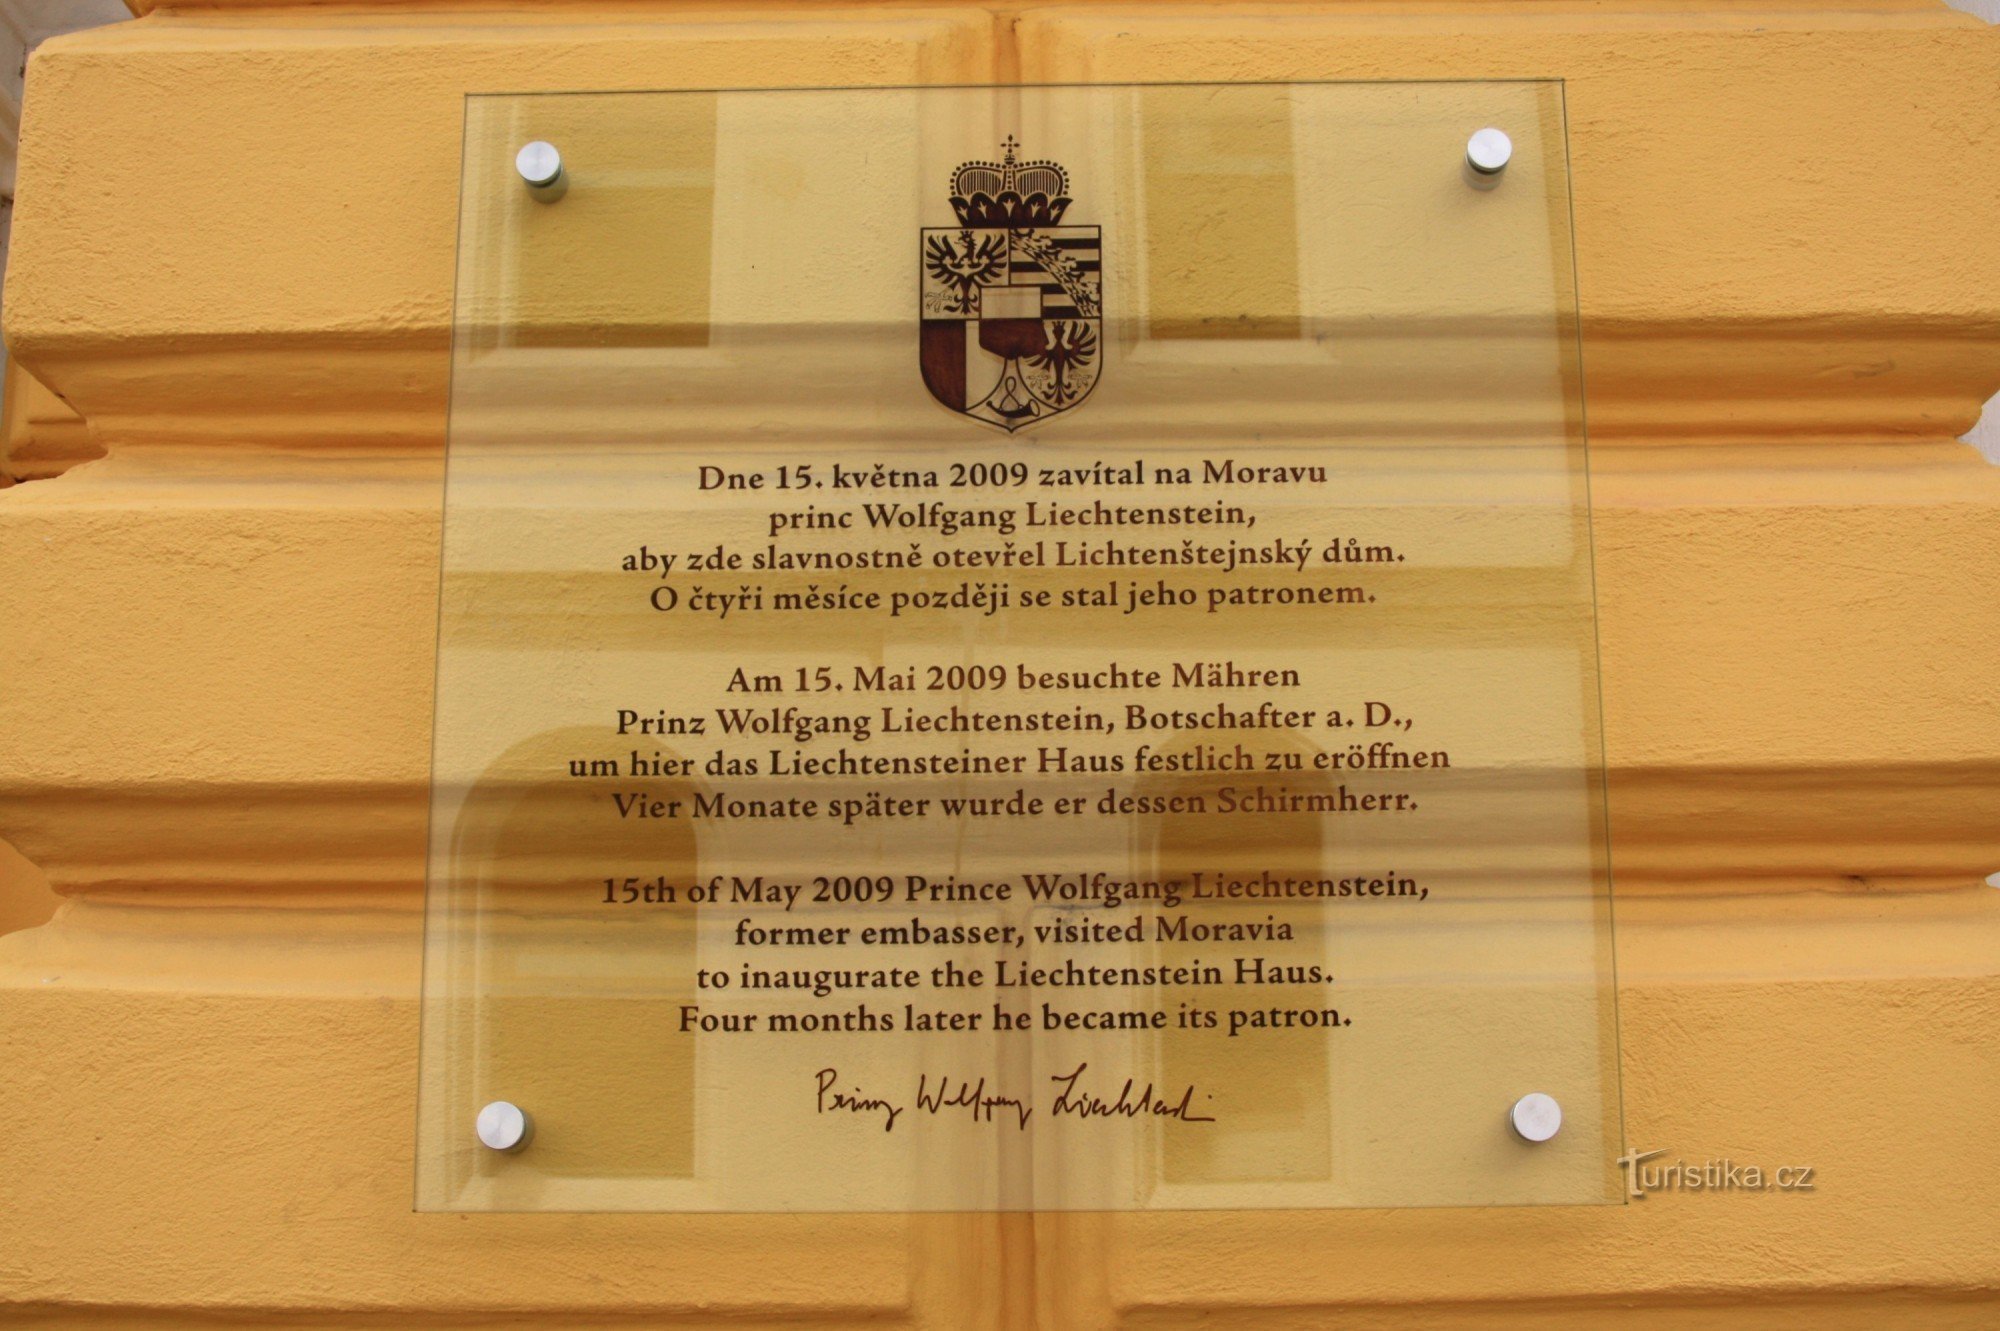 Dne 15. května 2009 zavítal na Moravu
princ Wolfgang Liechtenstein,
aby zde slavnostně otevřel Lichtenštejnský dům.
O čtyři měsíce později se stal jeho patronem.
Am 15. Mai 2009 besuchte Mähren
Prinz Wolfgang Liechtenstein, Botschafter a. D.,
um hier das Liechtensteiner Haus festlich zu eröffnen
Vier Monate später wurde er dessen Schirmherr.
15th of May 2009 Prince Wolfgang Liechtenstein,
former embasser, visited Moravia
to inaugurate the Liechtenstein Haus.
Four months later he became its patron.
Prinz Wolfgang Liechtenstein
Turistika.cz